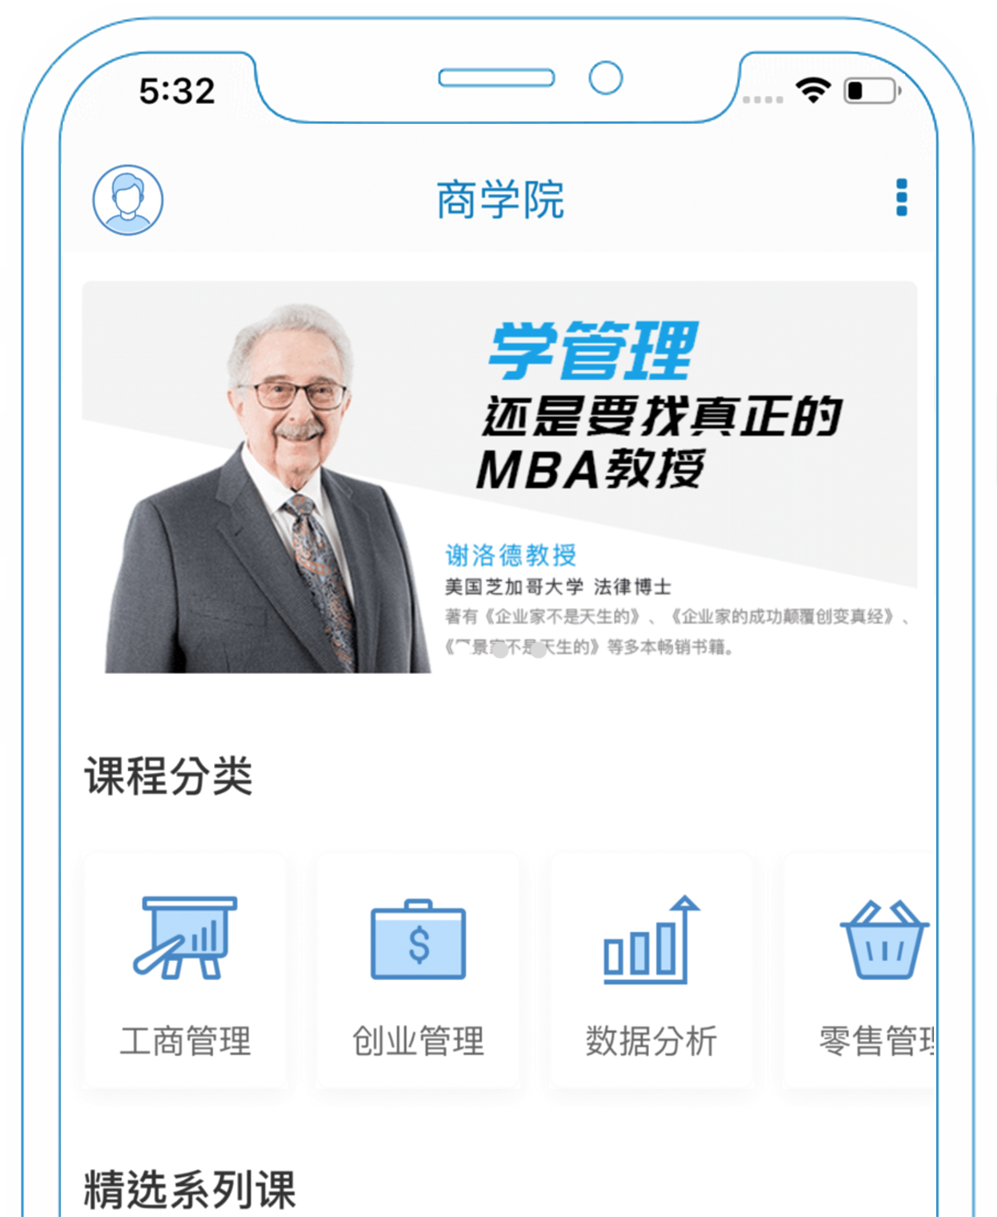 5:32
商学院
学管理
还是要找真正的
MBA教授
谢洛德教授
美国芝加哥大学 法律博士
著有《企业家不是天生的》、《企业家的成功颠覆创变真经》、
景家不是天生的》等多本畅销书籍。
课程分类
工商管理
创业管理
数据分析
零售管理
精选系列课